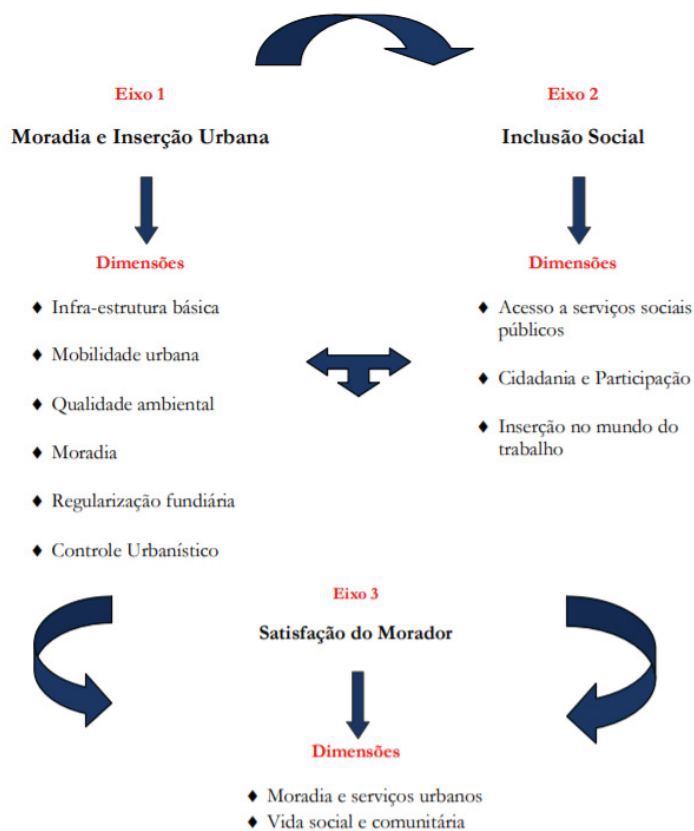 Eixo 1
Moradia e Inserção Urbana
Dimensões
♦ Infra-estrutura básica
♦ Mobilidade urbana
♦ Qualidade ambiental
♦ Moradia
♦ Regularização fundiária
♦ Controle Urbanístico
Eixo 2
Inclusão Social
Dimensões
♦ Acesso a serviços sociais
públicos
♦ Cidadania e Participação
♦ Inserção no mundo do
trabalho
Eixo 3
Satisfação do Morador
Dimensões
♦ Moradia e serviços urbanos
♦ Vida social e comunitária